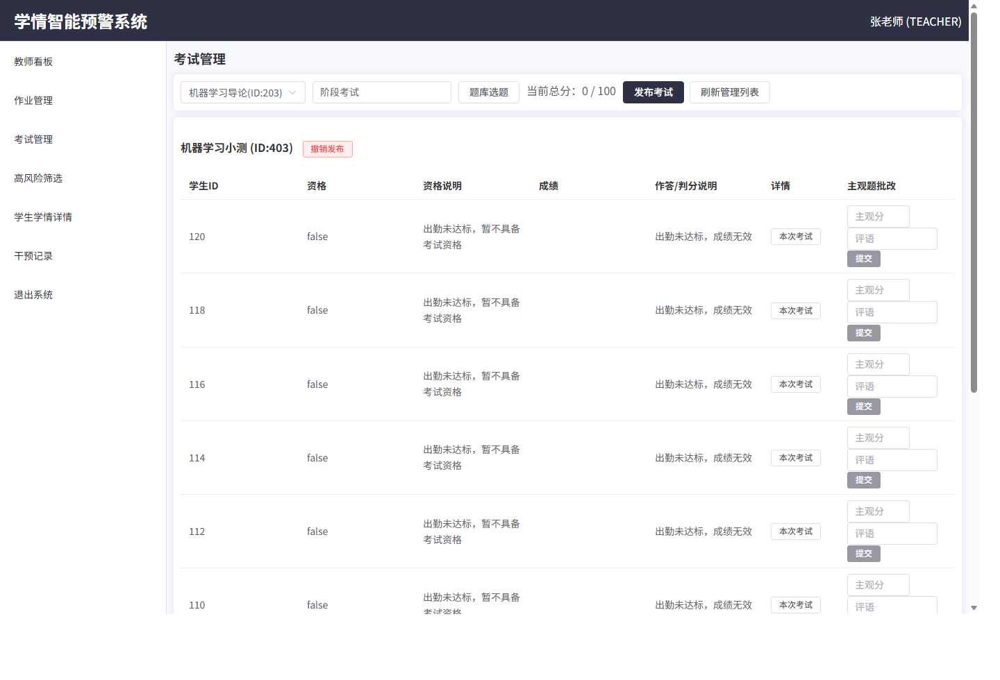 学情智能预警系统
张老师 (TEACHER)
教师看板
作业管理
考试管理
高风险筛选
学生学情详情
干预记录
退出系统
考试管理
机器学习导论(ID:203)
阶段考试
题库选题
当前总分：0 / 100
发布考试
刷新管理列表
机器学习小测 (ID:403)
撤销发布
学生ID 资格 资格说明 成绩 作答/判分说明 详情 主观题批改
120 false 出勤未达标，暂不具备
考试资格
出勤未达标，成绩无效 本次考试
主观分
评语
提交
118 false 出勤未达标，暂不具备
考试资格
出勤未达标，成绩无效 本次考试
主观分
评语
提交
116 false 出勤未达标，暂不具备
考试资格
出勤未达标，成绩无效 本次考试
主观分
评语
提交
114 false 出勤未达标，暂不具备
考试资格
出勤未达标，成绩无效 本次考试
主观分
评语
提交
112 false 出勤未达标，暂不具备
考试资格
出勤未达标，成绩无效 本次考试
主观分
评语
提交
110 false 出勤未达标，暂不具备
考试资格
出勤未达标，成绩无效 本次考试
主观分
评语